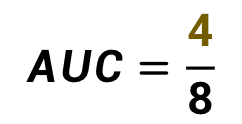 AUC = 4/8